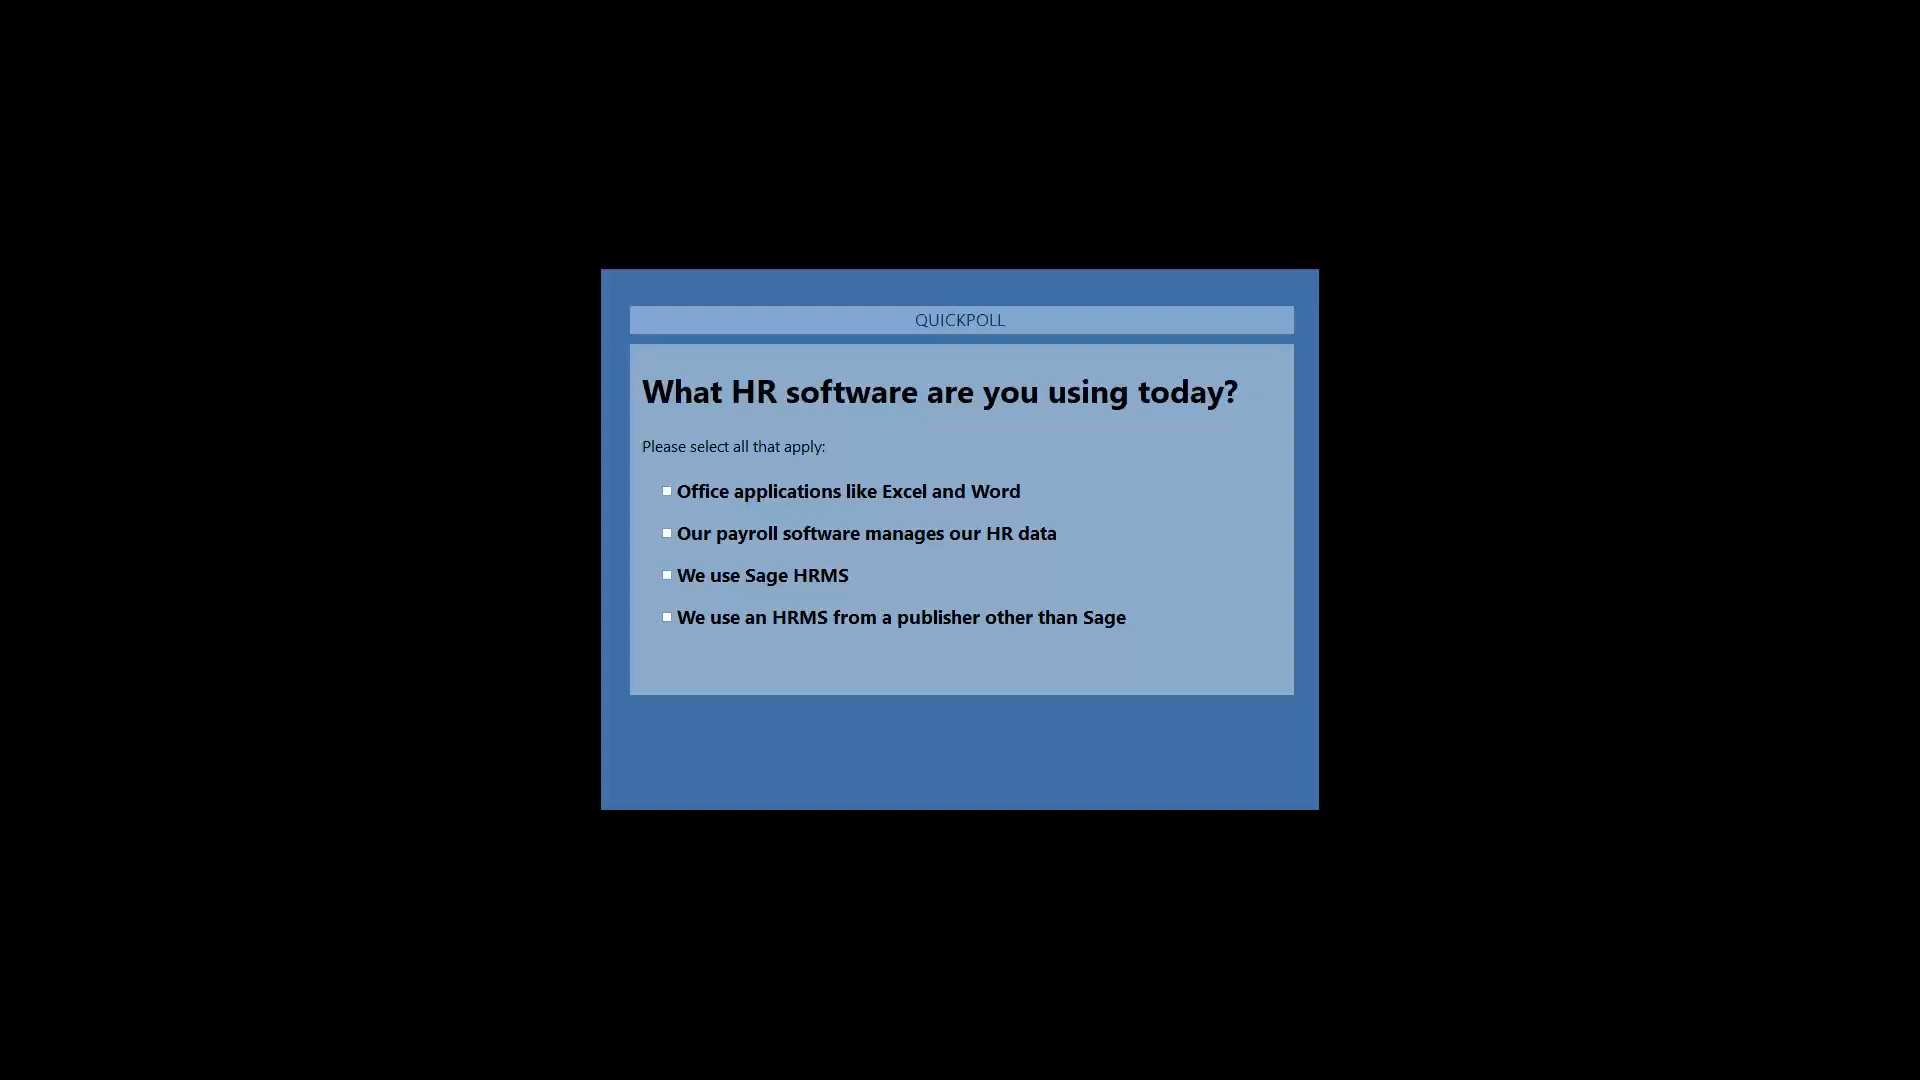 QUICKPOLL
What HR software are you using today?
Please select all that apply:
Office applications like Excel and Word
Our payroll software manages our HR data
We use Sage HRMS
We use an HRMS from a publisher other than Sage